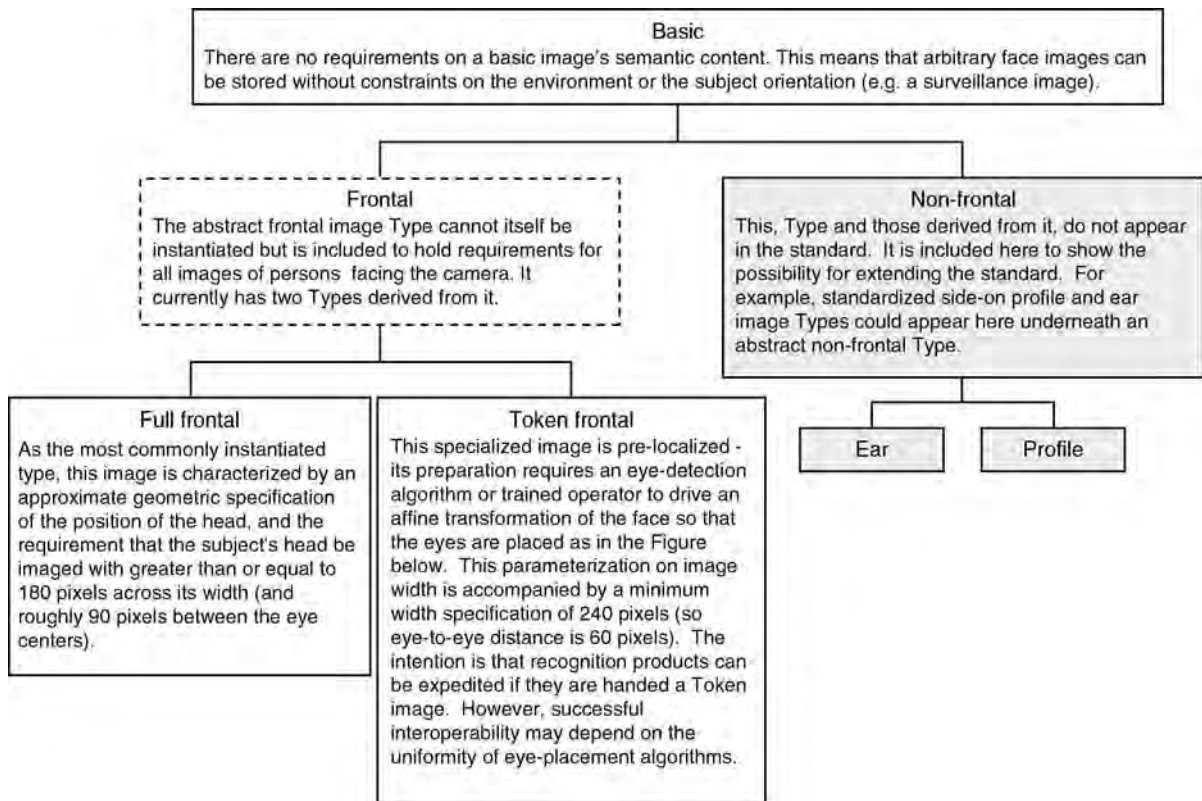 Basic
There are no requirements on a basic image's semantic content. This means that arbitrary face images can
be stored without constraints on the environment or the subject orientation (e.g. a surveillance image).
Frontal
The abstract frontal image Type cannot itself be
instantiated but is included to hold requirements for
all images of persons facing the camera. It
currently has two Types derived from it.
Non-frontal
This, Type and those derived from it, do not appear
in the standard. It is included here to show the
possibility for extending the standard. For
example, standardized side-on profile and ear
image Types could appear here underneath an
abstract non-frontal Type.
Full frontal
As the most commonly instantiated
type, this image is characterized by an
approximate geometric specification
of the position of the head, and the
requirement that the subject's head be
imaged with greater than or equal to
180 pixels across its width (and
roughly 90 pixels between the eye
centers).
Token frontal
This specialized image is pre-localized -
its preparation requires an eye-detection
algorithm or trained operator to drive an
affine transformation of the face so that
the eyes are placed as in the Figure
below. This parameterization on image
width is accompanied by a minimum
width specification of 240 pixels (so
eye-to-eye distance is 60 pixels). The
intention is that recognition products can
be expedited if they are handed a Token
image. However, successful
interoperability may depend on the
uniformity of eye-placement algorithms.
Ear
Profile